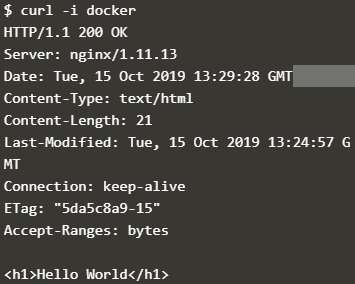 $ curl -i docker
HTTP/1.1 200 OK
Server: nginx/1.11.13
Date: Tue, 15 Oct 2019 13:29:28 GMT
Content-Type: text/html
Content-Length: 21
Last-Modified: Tue, 15 Oct 2019 13:24:57 G
MT
Connection: keep-alive
ETag: "5da5c8a9-15"
Accept-Ranges: bytes

<h1>Hello World</h1>